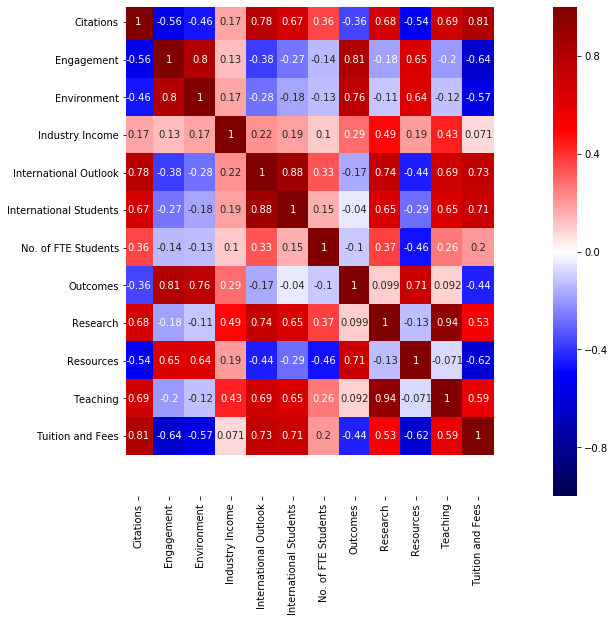 Citations 1 -0.56 -0.46 0.17 0.78 0.67 0.36 -0.36 0.68 -0.54 0.69 0.81
Engagement -0.56 1 0.8 0.13 -0.38 -0.27 -0.14 0.81 -0.18 0.65 -0.2 -0.64
Environment -0.46 0.8 1 0.17 -0.28 -0.18 -0.13 0.76 -0.11 0.64 -0.12 -0.57
Industry Income 0.17 0.13 0.17 1 0.22 0.19 0.1 0.29 0.49 0.19 0.43 0.071
International Outlook 0.78 -0.38 -0.28 0.22 1 0.88 0.33 -0.17 0.74 -0.44 0.69 0.73
International Students 0.67 -0.27 -0.18 0.19 0.88 1 0.15 -0.04 0.65 -0.29 0.65 0.71
No. of FTE Students 0.36 -0.14 -0.13 0.1 0.33 0.15 1 -0.1 0.37 -0.46 0.26 0.2
Outcomes -0.36 0.81 0.76 0.29 -0.17 -0.04 -0.1 1 0.099 0.71 0.092 -0.44
Research 0.68 -0.18 -0.11 0.49 0.74 0.65 0.37 0.099 1 -0.13 0.94 0.53
Resources -0.54 0.65 0.64 0.19 -0.44 -0.29 -0.46 0.71 -0.13 1 -0.071 -0.62
Teaching 0.69 -0.2 -0.12 0.43 0.69 0.65 0.26 0.092 0.94 -0.071 1 0.59
Tuition and Fees 0.81 -0.64 -0.57 0.071 0.73 0.71 0.2 -0.44 0.53 -0.62 0.59 1
Citations
Engagement
Environment
Industry Income
International Outlook
International Students
No. of FTE Students
Outcomes
Research
Resources
Teaching
Tuition and Fees
0.8
0.4
0.0
-0.4
-0.8